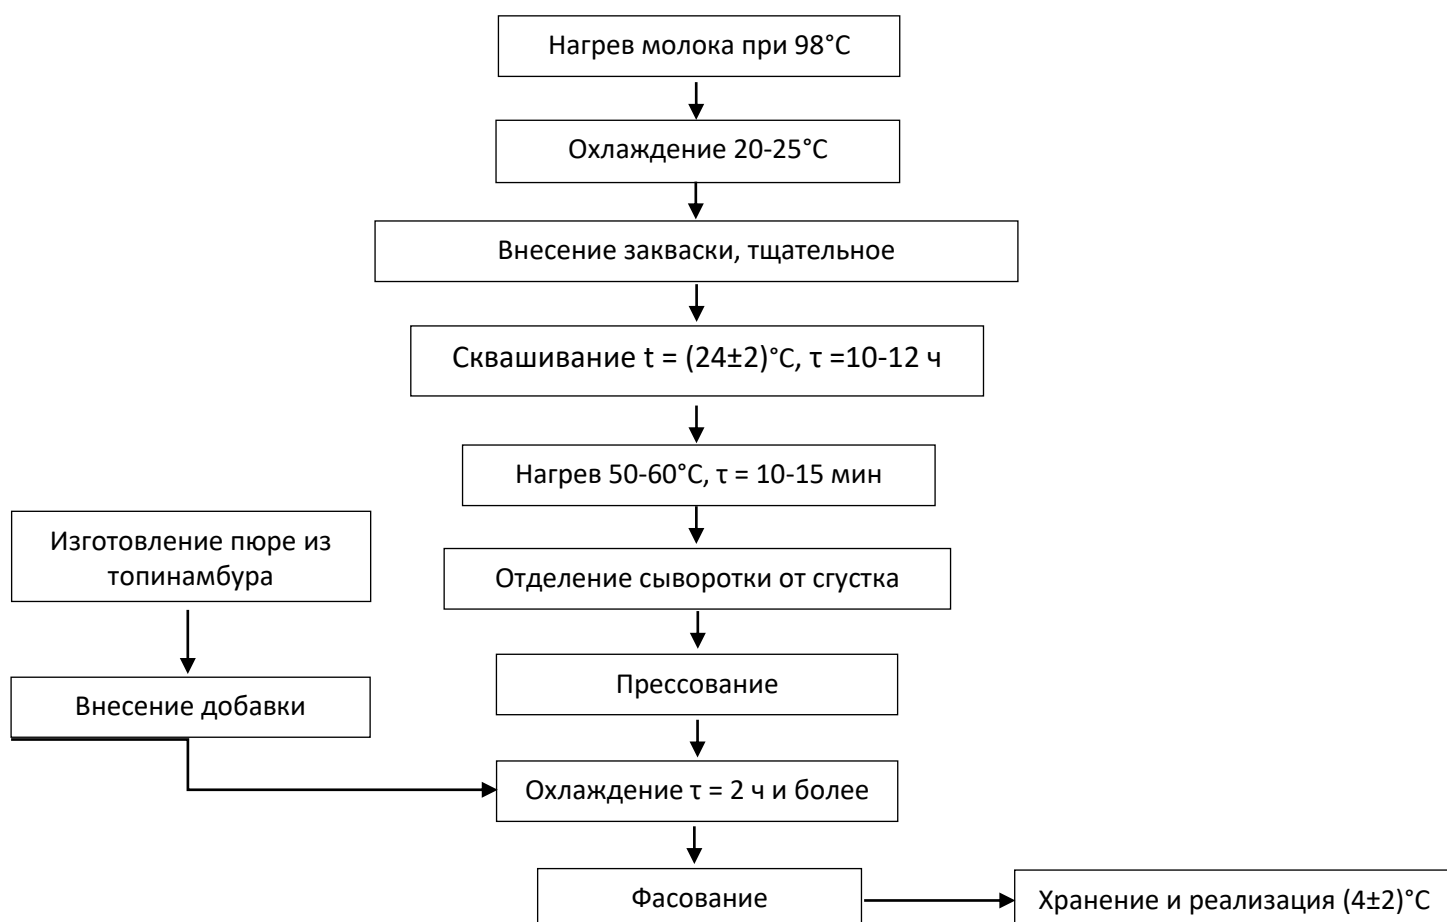 Нагрев молока при 98°C
Охлаждение 20-25°C
Внесение закваски, тщательное
Сквашивание t = (24±2)°C, τ =10-12 ч
Нагрев 50-60°C, τ = 10-15 мин
Изготовление пюре из
топинамбура
Отделение сыворотки от сгустка
Прессование
Внесение добавки
Охлаждение τ = 2 ч и более
Фасование
Хранение и реализация (4±2)°C